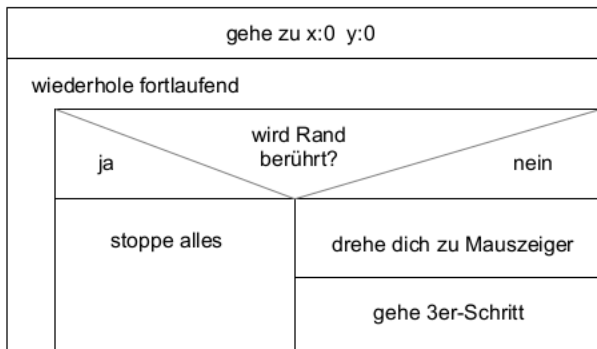 gehe zu x:0 y:0
wiederhole fortlaufend
wird Rand
berührt?
ja
nein
stoppe alles
drehe dich zu Mauszeiger
gehe 3er-Schritt